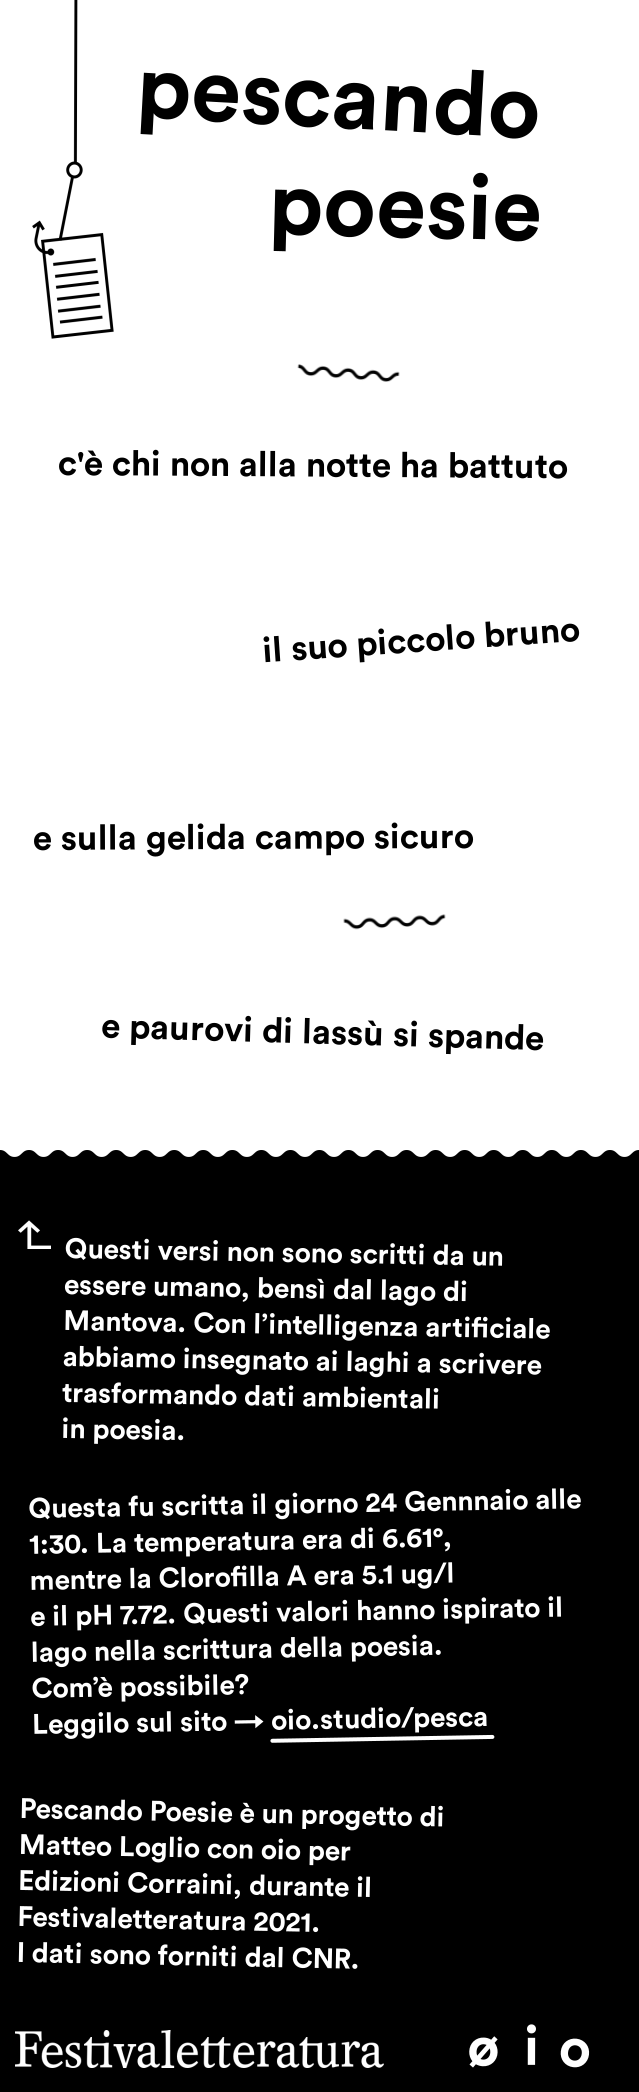 pescando
poesie
c'è chi non alla notte ha battuto
il suo piccolo bruno
e sulla gelida campo sicuro
e paurovi di lassù si spande
Questi versi non sono scritti da un
essere umano, bensì dal lago di
Mantova. Con l’intelligenza artificiale
abbiamo insegnato ai laghi a scrivere
trasformando dati ambientali
in poesia.
Questa fu scritta il giorno 24 Gennnaio alle
1:30. La temperatura era di 6.61°,
mentre la Clorofilla A era 5.1 ug/l
e il pH 7.72. Questi valori hanno ispirato il
lago nella scrittura della poesia.
Com’è possibile?
Leggilo sul sito → oio.studio/pesca
Pescando Poesie è un progetto di
Matteo Loglio con oio per
Edizioni Corraini, durante il
Festivaletteratura 2021.
I dati sono forniti dal CNR.
Festivaletteratura ø i o